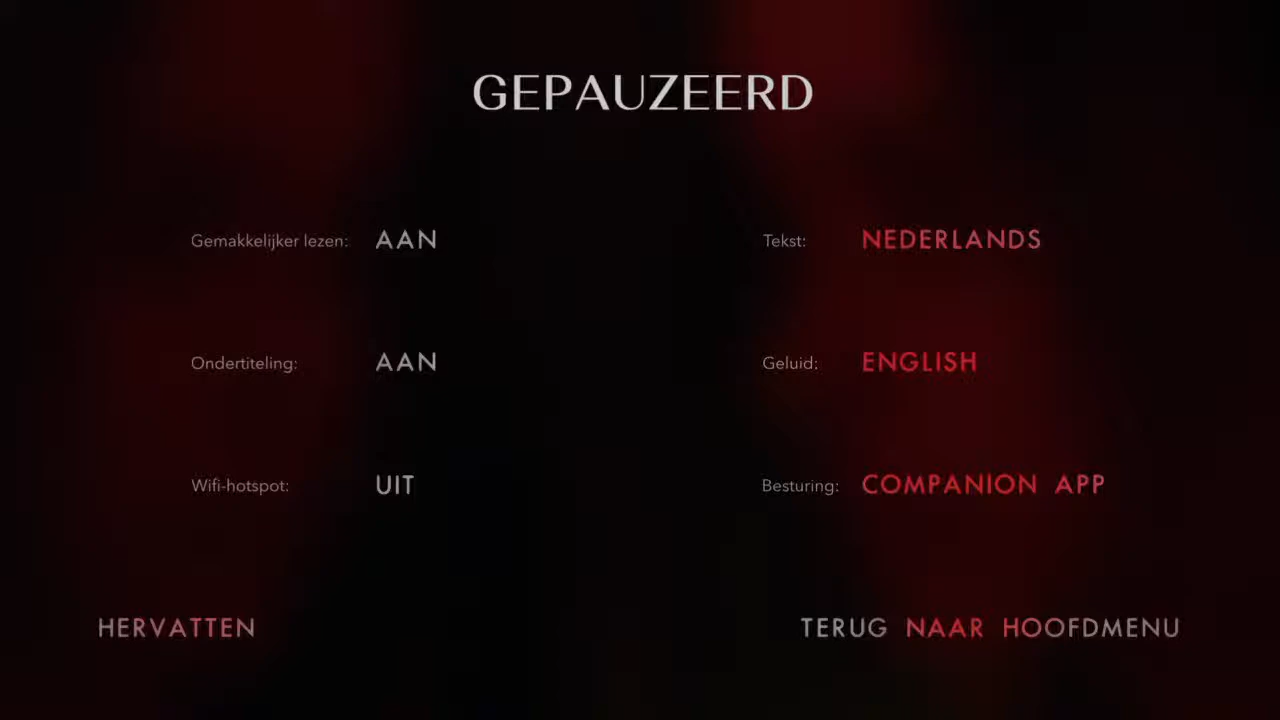 GEPAUZEERD
Gemakkelijker lezen: AAN
Tekst: NEDERLANDS
Ondertiteling: AAN
Geluid: ENGLISH
Wifi-hotspot: UIT
Besturing: COMPANION APP
HERVATTEN
TERUG NAAR HOOFDMENU